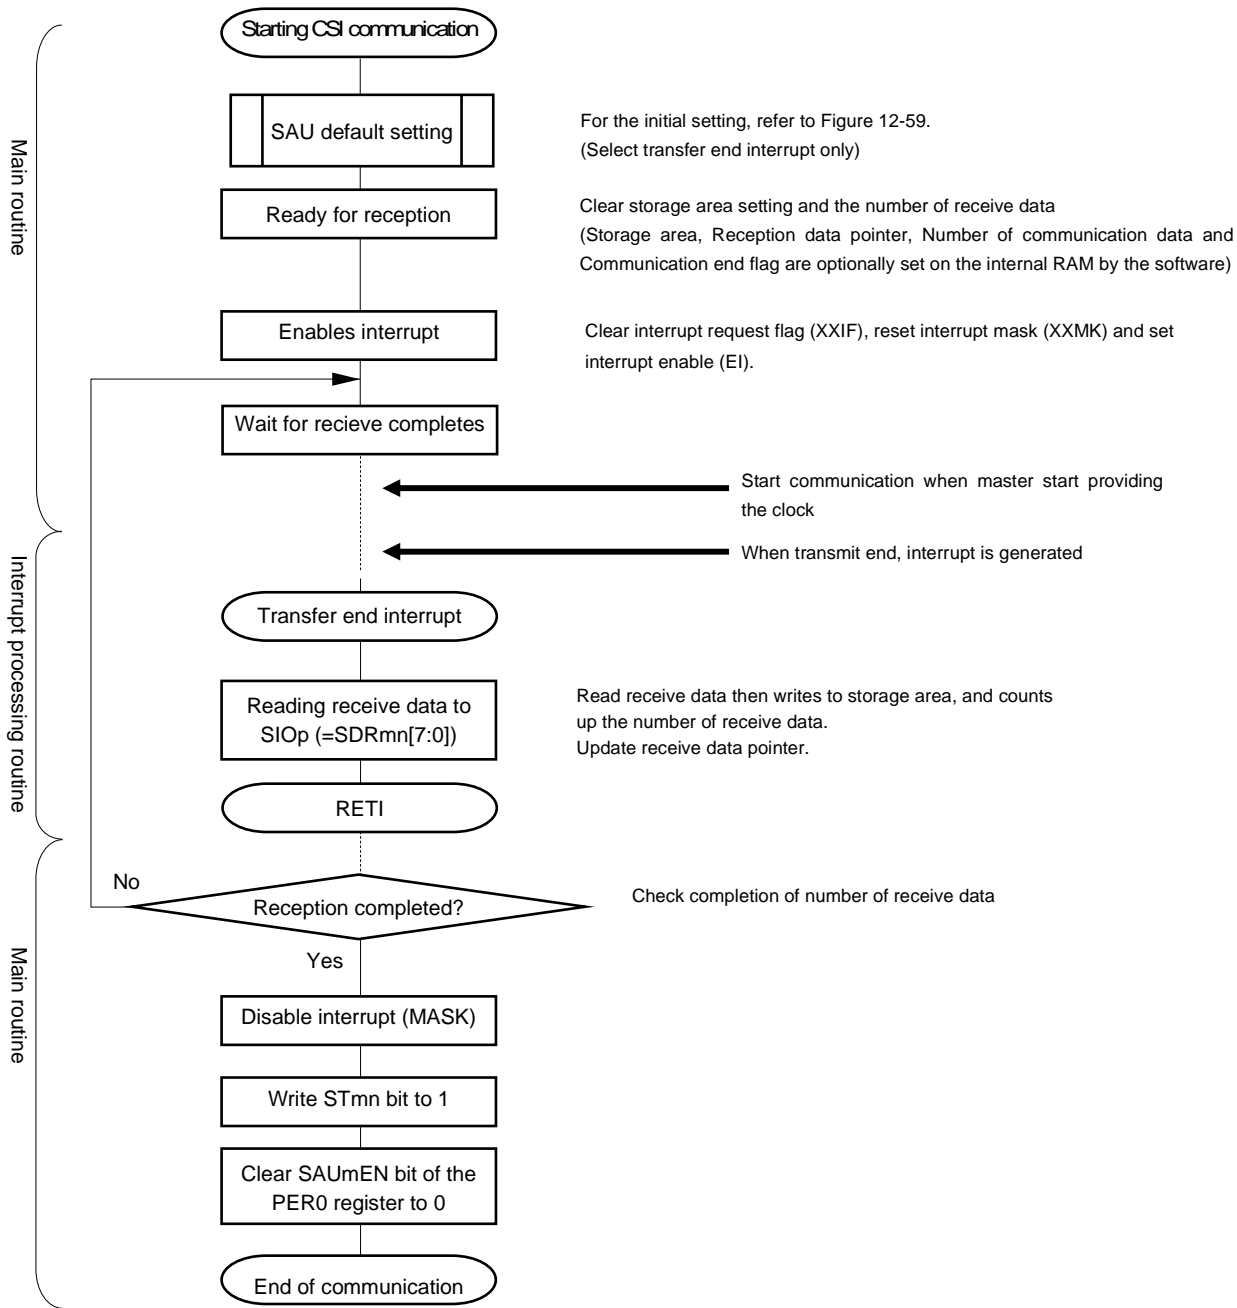 Starting CSI communication
Main routine
SAU default setting
For the initial setting, refer to Figure 12-59.
(Select transfer end interrupt only)
Ready for reception
Clear storage area setting and the number of receive data
(Storage area, Reception data pointer, Number of communication data and
Communication end flag are optionally set on the internal RAM by the software)
Enables interrupt
Clear interrupt request flag (XXIF), reset interrupt mask (XXMK) and set
interrupt enable (EI).
Wait for recieve completes
Start communication when master start providing
the clock
When transmit end, interrupt is generated
Interrupt processing routine
Transfer end interrupt
Reading receive data to
SIOp (=SDRmn[7:0])
Read receive data then writes to storage area, and counts
up the number of receive data.
Update receive data pointer.
RETI
No
Reception completed?
Check completion of number of receive data
Yes
Main routine
Disable interrupt (MASK)
Write STmn bit to 1
Clear SAUmEN bit of the
PER0 register to 0
End of communication